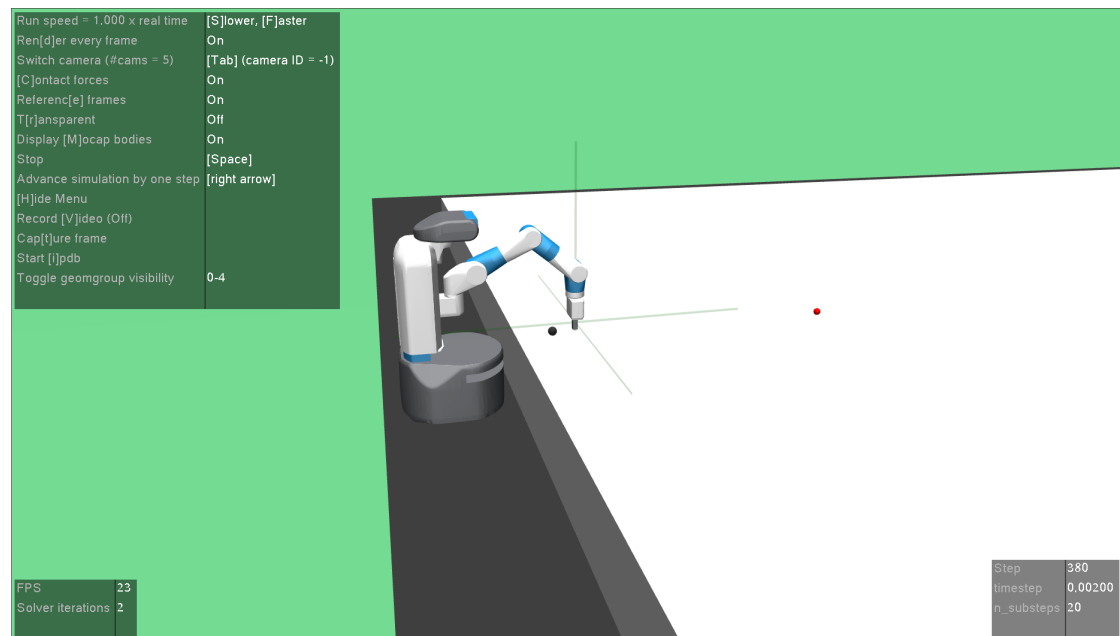 Run speed = 1,000 x real time [S]lower, [F]aster
Ren[d]er every frame On
Switch camera (#cams = 5) [Tab] (camera ID = -1)
[C]ontact forces On
Referenc[e] frames On
T[r]ansparent Off
Display [M]ocap bodies On
Stop [Space]
Advance simulation by one step [right arrow]
[H]ide Menu
Record [V]ideo (Off)
Cap[t]ure frame
Start [i]pdb
Toggle geomgroup visibility 0-4
FPS 23
Solver iterations 2
Step 380
timestep 0,00200
n_substeps 20